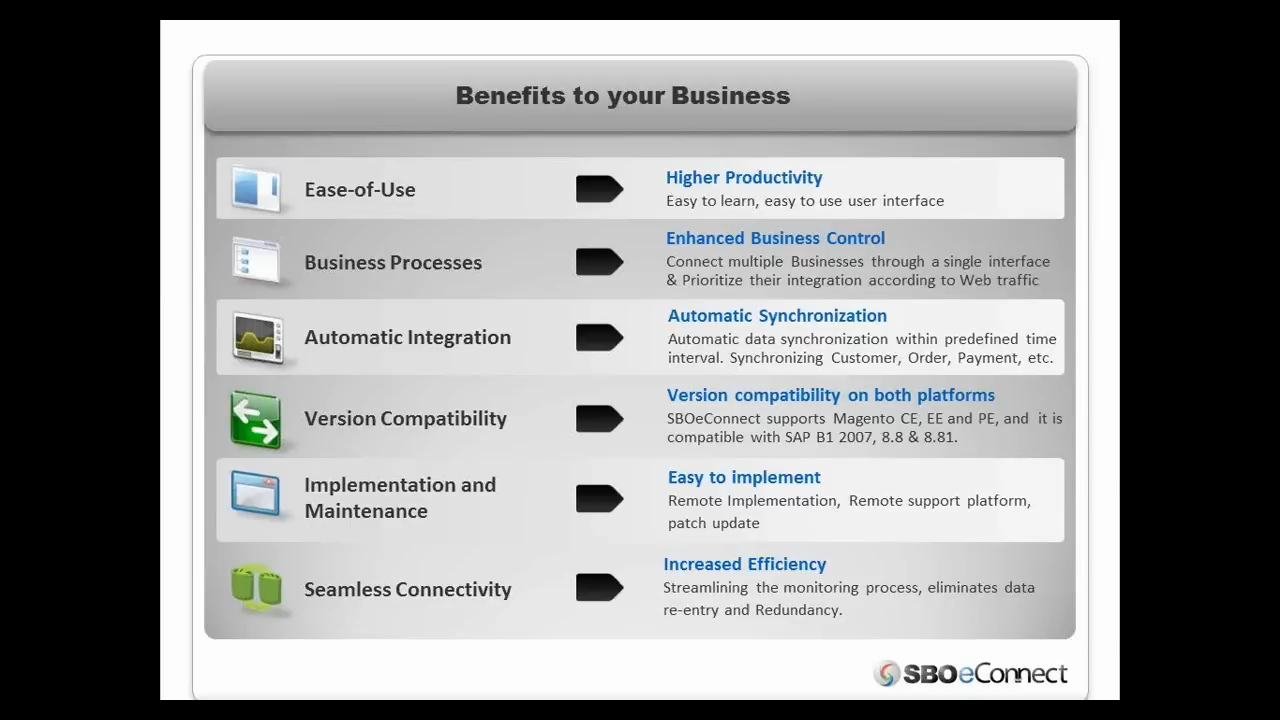 Benefits to your Business
Ease-of-Use
Higher Productivity
Easy to learn, easy to use user interface
Business Processes
Enhanced Business Control
Connect multiple Businesses through a single interface
& Prioritize their integration according to Web traffic
Automatic Integration
Automatic Synchronization
Automatic data synchronization within predefined time
interval. Synchronizing Customer, Order, Payment, etc.
Version Compatibility
Version compatibility on both platforms
SBOeConnect supports Magento CE, EE and PE, and it is
compatible with SAP B1 2007, 8.8 & 8.81.
Implementation and
Maintenance
Easy to implement
Remote Implementation, Remote support platform,
patch update
Seamless Connectivity
Increased Efficiency
Streamlining the monitoring process, eliminates data
re-entry and Redundancy.
SBOeConnect